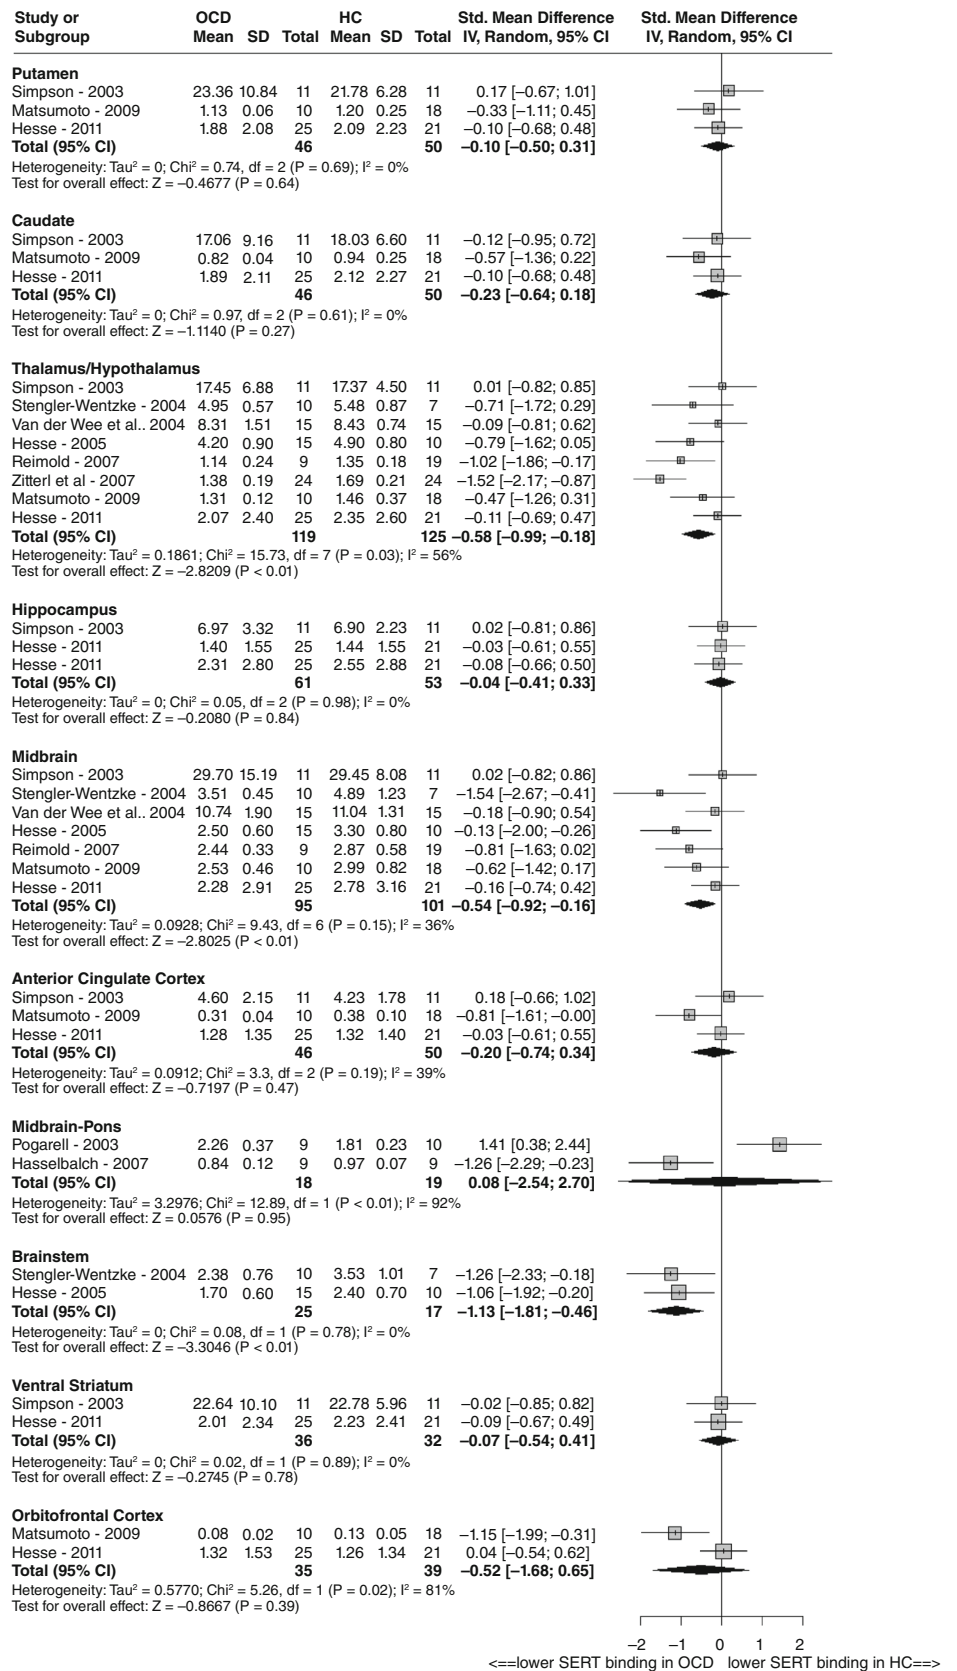 Study or OCD HC Std. Mean Difference Std. Mean Difference
Subgroup Mean SD Total Mean SD Total IV, Random, 95% CI IV, Random, 95% CI
Putamen
Simpson - 2003 23.36 10.84 11 21.78 6.28 11 0.17 [–0.67; 1.01]
Matsumoto - 2009 1.13 0.06 10 1.20 0.25 18 –0.33 [–1.11; 0.45]
Hesse - 2011 1.88 2.08 25 2.09 2.23 21 –0.10 [–0.68; 0.48]
Total (95% CI) 46 50 –0.10 [–0.50; 0.31]
Heterogeneity: Tau² = 0; Chi² = 0.74, df = 2 (P = 0.69); I² = 0%
Test for overall effect: Z = –0.4677 (P = 0.64)
Caudate
Simpson - 2003 17.06 9.16 11 18.03 6.60 11 –0.12 [–0.95; 0.72]
Matsumoto - 2009 0.82 0.04 10 0.94 0.25 18 –0.57 [–1.36; 0.22]
Hesse - 2011 1.89 2.11 25 2.12 2.27 21 –0.10 [–0.68; 0.48]
Total (95% CI) 46 50 –0.23 [–0.64; 0.18]
Heterogeneity: Tau² = 0; Chi² = 0.97, df = 2 (P = 0.61); I² = 0%
Test for overall effect: Z = –1.1140 (P = 0.27)
Thalamus/Hypothalamus
Simpson - 2003 17.45 6.88 11 17.37 4.50 11 0.01 [–0.82; 0.85]
Stengler-Wentzke - 2004 4.95 0.57 10 5.48 0.87 7 –0.71 [–1.72; 0.29]
Van der Wee et al.. 2004 8.31 1.51 15 8.43 0.74 15 –0.09 [–0.81; 0.62]
Hesse - 2005 4.20 0.90 15 4.90 0.80 10 –0.79 [–1.62; 0.05]
Reimold - 2007 1.14 0.24 9 1.35 0.18 19 –1.02 [–1.86; –0.17]
Zitterl et al - 2007 1.38 0.19 24 1.69 0.21 24 –1.52 [–2.17; –0.87]
Matsumoto - 2009 1.31 0.12 10 1.46 0.37 18 –0.47 [–1.26; 0.31]
Hesse - 2011 2.07 2.40 25 2.35 2.60 21 –0.11 [–0.69; 0.47]
Total (95% CI) 119 125 –0.58 [–0.99; –0.18]
Heterogeneity: Tau² = 0.1861; Chi² = 15.73, df = 7 (P = 0.03); I² = 56%
Test for overall effect: Z = –2.8209 (P < 0.01)
Hippocampus
Simpson - 2003 6.97 3.32 11 6.90 2.23 11 0.02 [–0.81; 0.86]
Hesse - 2011 1.40 1.55 25 1.44 1.55 21 –0.03 [–0.61; 0.55]
Hesse - 2011 2.31 2.80 25 2.55 2.88 21 –0.08 [–0.66; 0.50]
Total (95% CI) 61 53 –0.04 [–0.41; 0.33]
Heterogeneity: Tau² = 0; Chi² = 0.05, df = 2 (P = 0.98); I² = 0%
Test for overall effect: Z = –0.2080 (P = 0.84)
Midbrain
Simpson - 2003 29.70 15.19 11 29.45 8.08 11 0.02 [–0.82; 0.86]
Stengler-Wentzke - 2004 3.51 0.45 10 4.89 1.23 7 –1.54 [–2.67; –0.41]
Van der Wee et al.. 2004 10.74 1.90 15 11.04 1.31 15 –0.18 [–0.90; 0.54]
Hesse - 2005 2.50 0.60 15 3.30 0.80 10 –0.13 [–2.00; –0.26]
Reimold - 2007 2.44 0.33 9 2.87 0.58 19 –0.81 [–1.63; 0.02]
Matsumoto - 2009 2.53 0.46 10 2.99 0.82 18 –0.62 [–1.42; 0.17]
Hesse - 2011 2.28 2.91 25 2.78 3.16 21 –0.16 [–0.74; 0.42]
Total (95% CI) 95 101 –0.54 [–0.92; –0.16]
Heterogeneity: Tau² = 0.0928; Chi² = 9.43, df = 6 (P = 0.15); I² = 36%
Test for overall effect: Z = –2.8025 (P < 0.01)
Anterior Cingulate Cortex
Simpson - 2003 4.60 2.15 11 4.23 1.78 11 0.18 [–0.66; 1.02]
Matsumoto - 2009 0.31 0.04 10 0.38 0.10 18 –0.81 [–1.61; –0.00]
Hesse - 2011 1.28 1.35 25 1.32 1.40 21 –0.03 [–0.61; 0.55]
Total (95% CI) 46 50 –0.20 [–0.74; 0.34]
Heterogeneity: Tau² = 0.0912; Chi² = 3.3, df = 2 (P = 0.19); I² = 39%
Test for overall effect: Z = –0.7197 (P = 0.47)
Midbrain-Pons
Pogarell - 2003 2.26 0.37 9 1.81 0.23 10 1.41 [0.38; 2.44]
Hasselbalch - 2007 0.84 0.12 9 0.97 0.07 9 –1.26 [–2.29; –0.23]
Total (95% CI) 18 19 0.08 [–2.54; 2.70]
Heterogeneity: Tau² = 3.2976; Chi² = 12.89, df = 1 (P < 0.01); I² = 92%
Test for overall effect: Z = 0.0576 (P = 0.95)
Brainstem
Stengler-Wentzke - 2004 2.38 0.76 10 3.53 1.01 7 –1.26 [–2.33; –0.18]
Hesse - 2005 1.70 0.60 15 2.40 0.70 10 –1.06 [–1.92; –0.20]
Total (95% CI) 25 17 –1.13 [–1.81; –0.46]
Heterogeneity: Tau² = 0; Chi² = 0.08, df = 1 (P = 0.78); I² = 0%
Test for overall effect: Z = –3.3046 (P < 0.01)
Ventral Striatum
Simpson - 2003 22.64 10.10 11 22.78 5.96 11 –0.02 [–0.85; 0.82]
Hesse - 2011 2.01 2.34 25 2.23 2.41 21 –0.09 [–0.67; 0.49]
Total (95% CI) 36 32 –0.07 [–0.54; 0.41]
Heterogeneity: Tau² = 0; Chi² = 0.02, df = 1 (P = 0.89); I² = 0%
Test for overall effect: Z = –0.2745 (P = 0.78)
Orbitofrontal Cortex
Matsumoto - 2009 0.08 0.02 10 0.13 0.05 18 –1.15 [–1.99; –0.31]
Hesse - 2011 1.32 1.53 25 1.26 1.34 21 0.04 [–0.54; 0.62]
Total (95% CI) 35 39 –0.52 [–1.68; 0.65]
Heterogeneity: Tau² = 0.5770; Chi² = 5.26, df = 1 (P = 0.02); I² = 81%
Test for overall effect: Z = –0.8667 (P = 0.39)
–2 –1 0 1 2
<==lower SERT binding in OCD lower SERT binding in HC==>